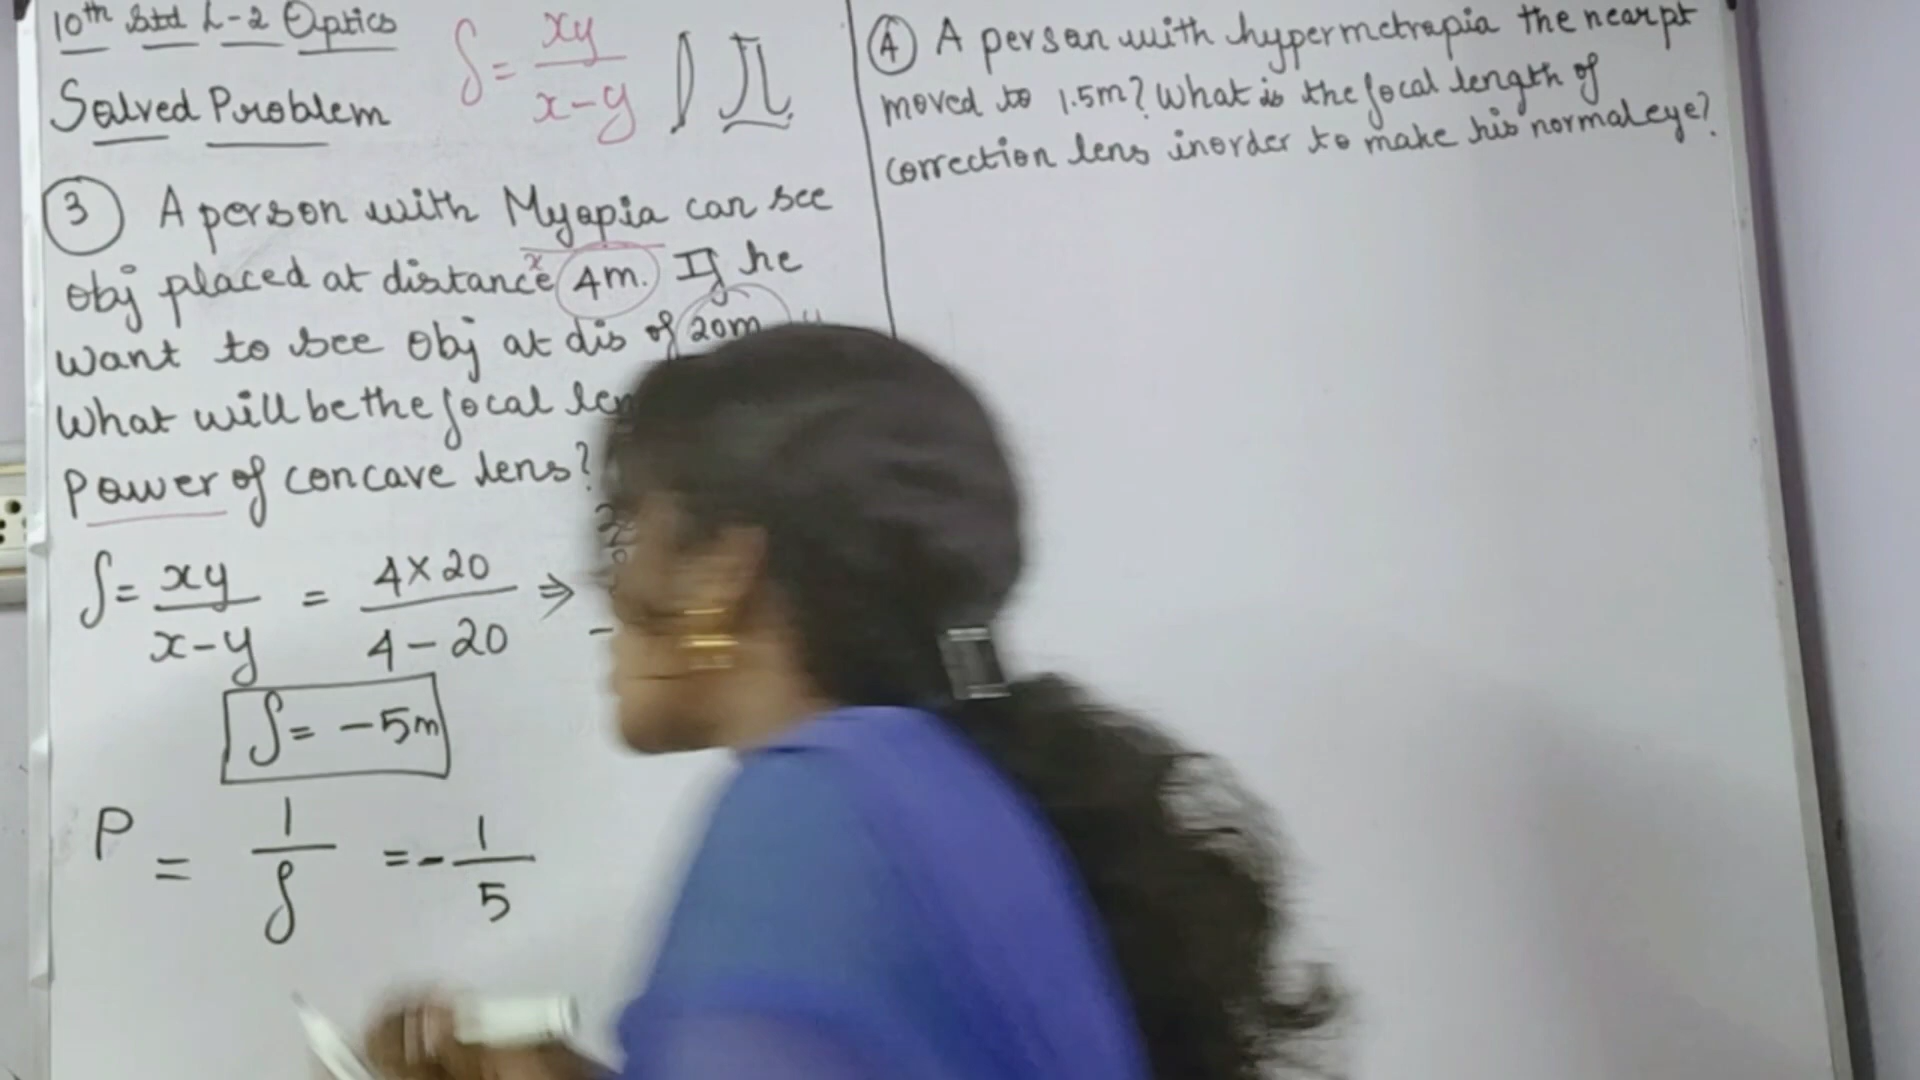 10th Std L-2 Optics
Solved Problem
f = xy / x-y
3 A person with Myopia can see
x
obj placed at distance 4m. If he
want to see obj at dis of 20m
What will be the focal
Power of concave lens?
f = xy / x-y = 4 × 20 / 4 - 20 ⇒
f = -5m
P = 1 / f = - 1 / 5
4 A person with hypermetropia the near pt
moved to 1.5m? What is the focal length of
correction lens inorder to make his normal eye?